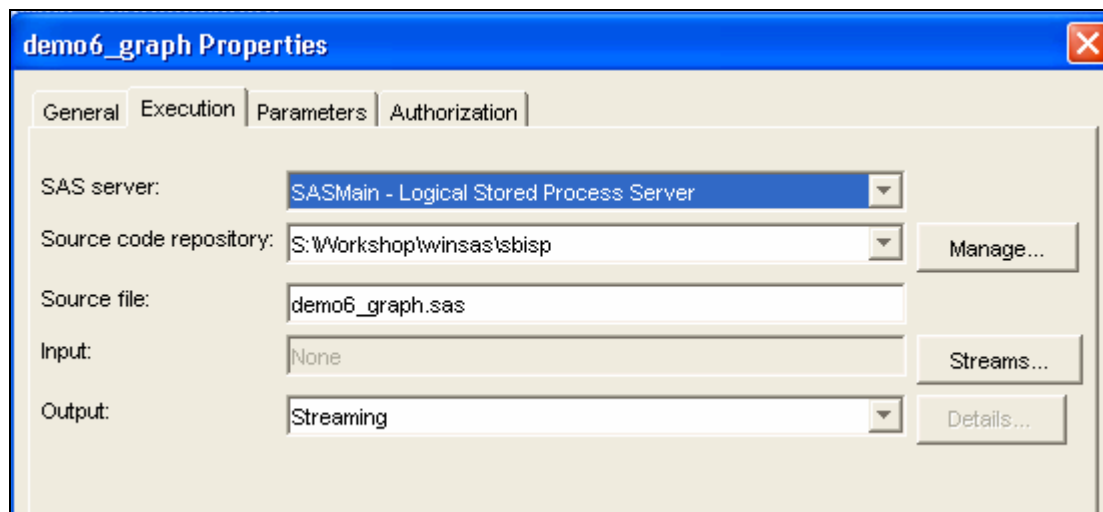 demo6_graph Properties
General Execution Parameters Authorization
SAS server: SASMain - Logical Stored Process Server
Source code repository: S:\Workshop\winsas\sbisp Manage...
Source file: demo6_graph.sas
Input: None Streams...
Output: Streaming Details...